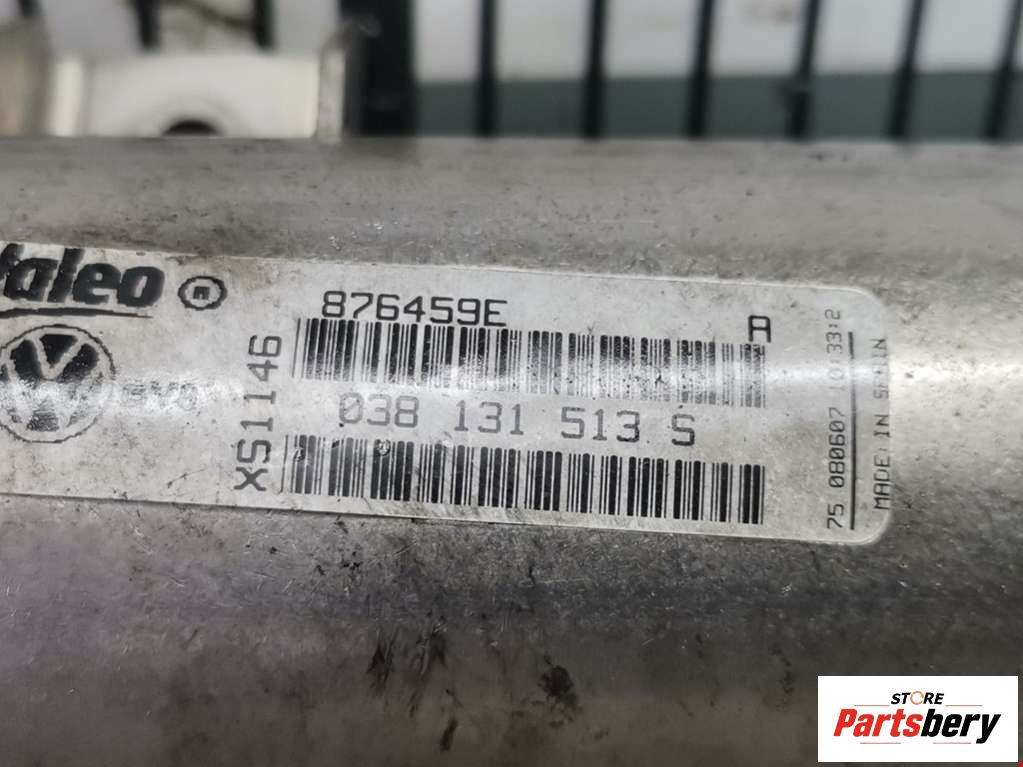 Valeo
876459E
A
XS1146
038 131 513 S
75 080607 10:33:2
MADE IN SPAIN
STORE
Partsbery